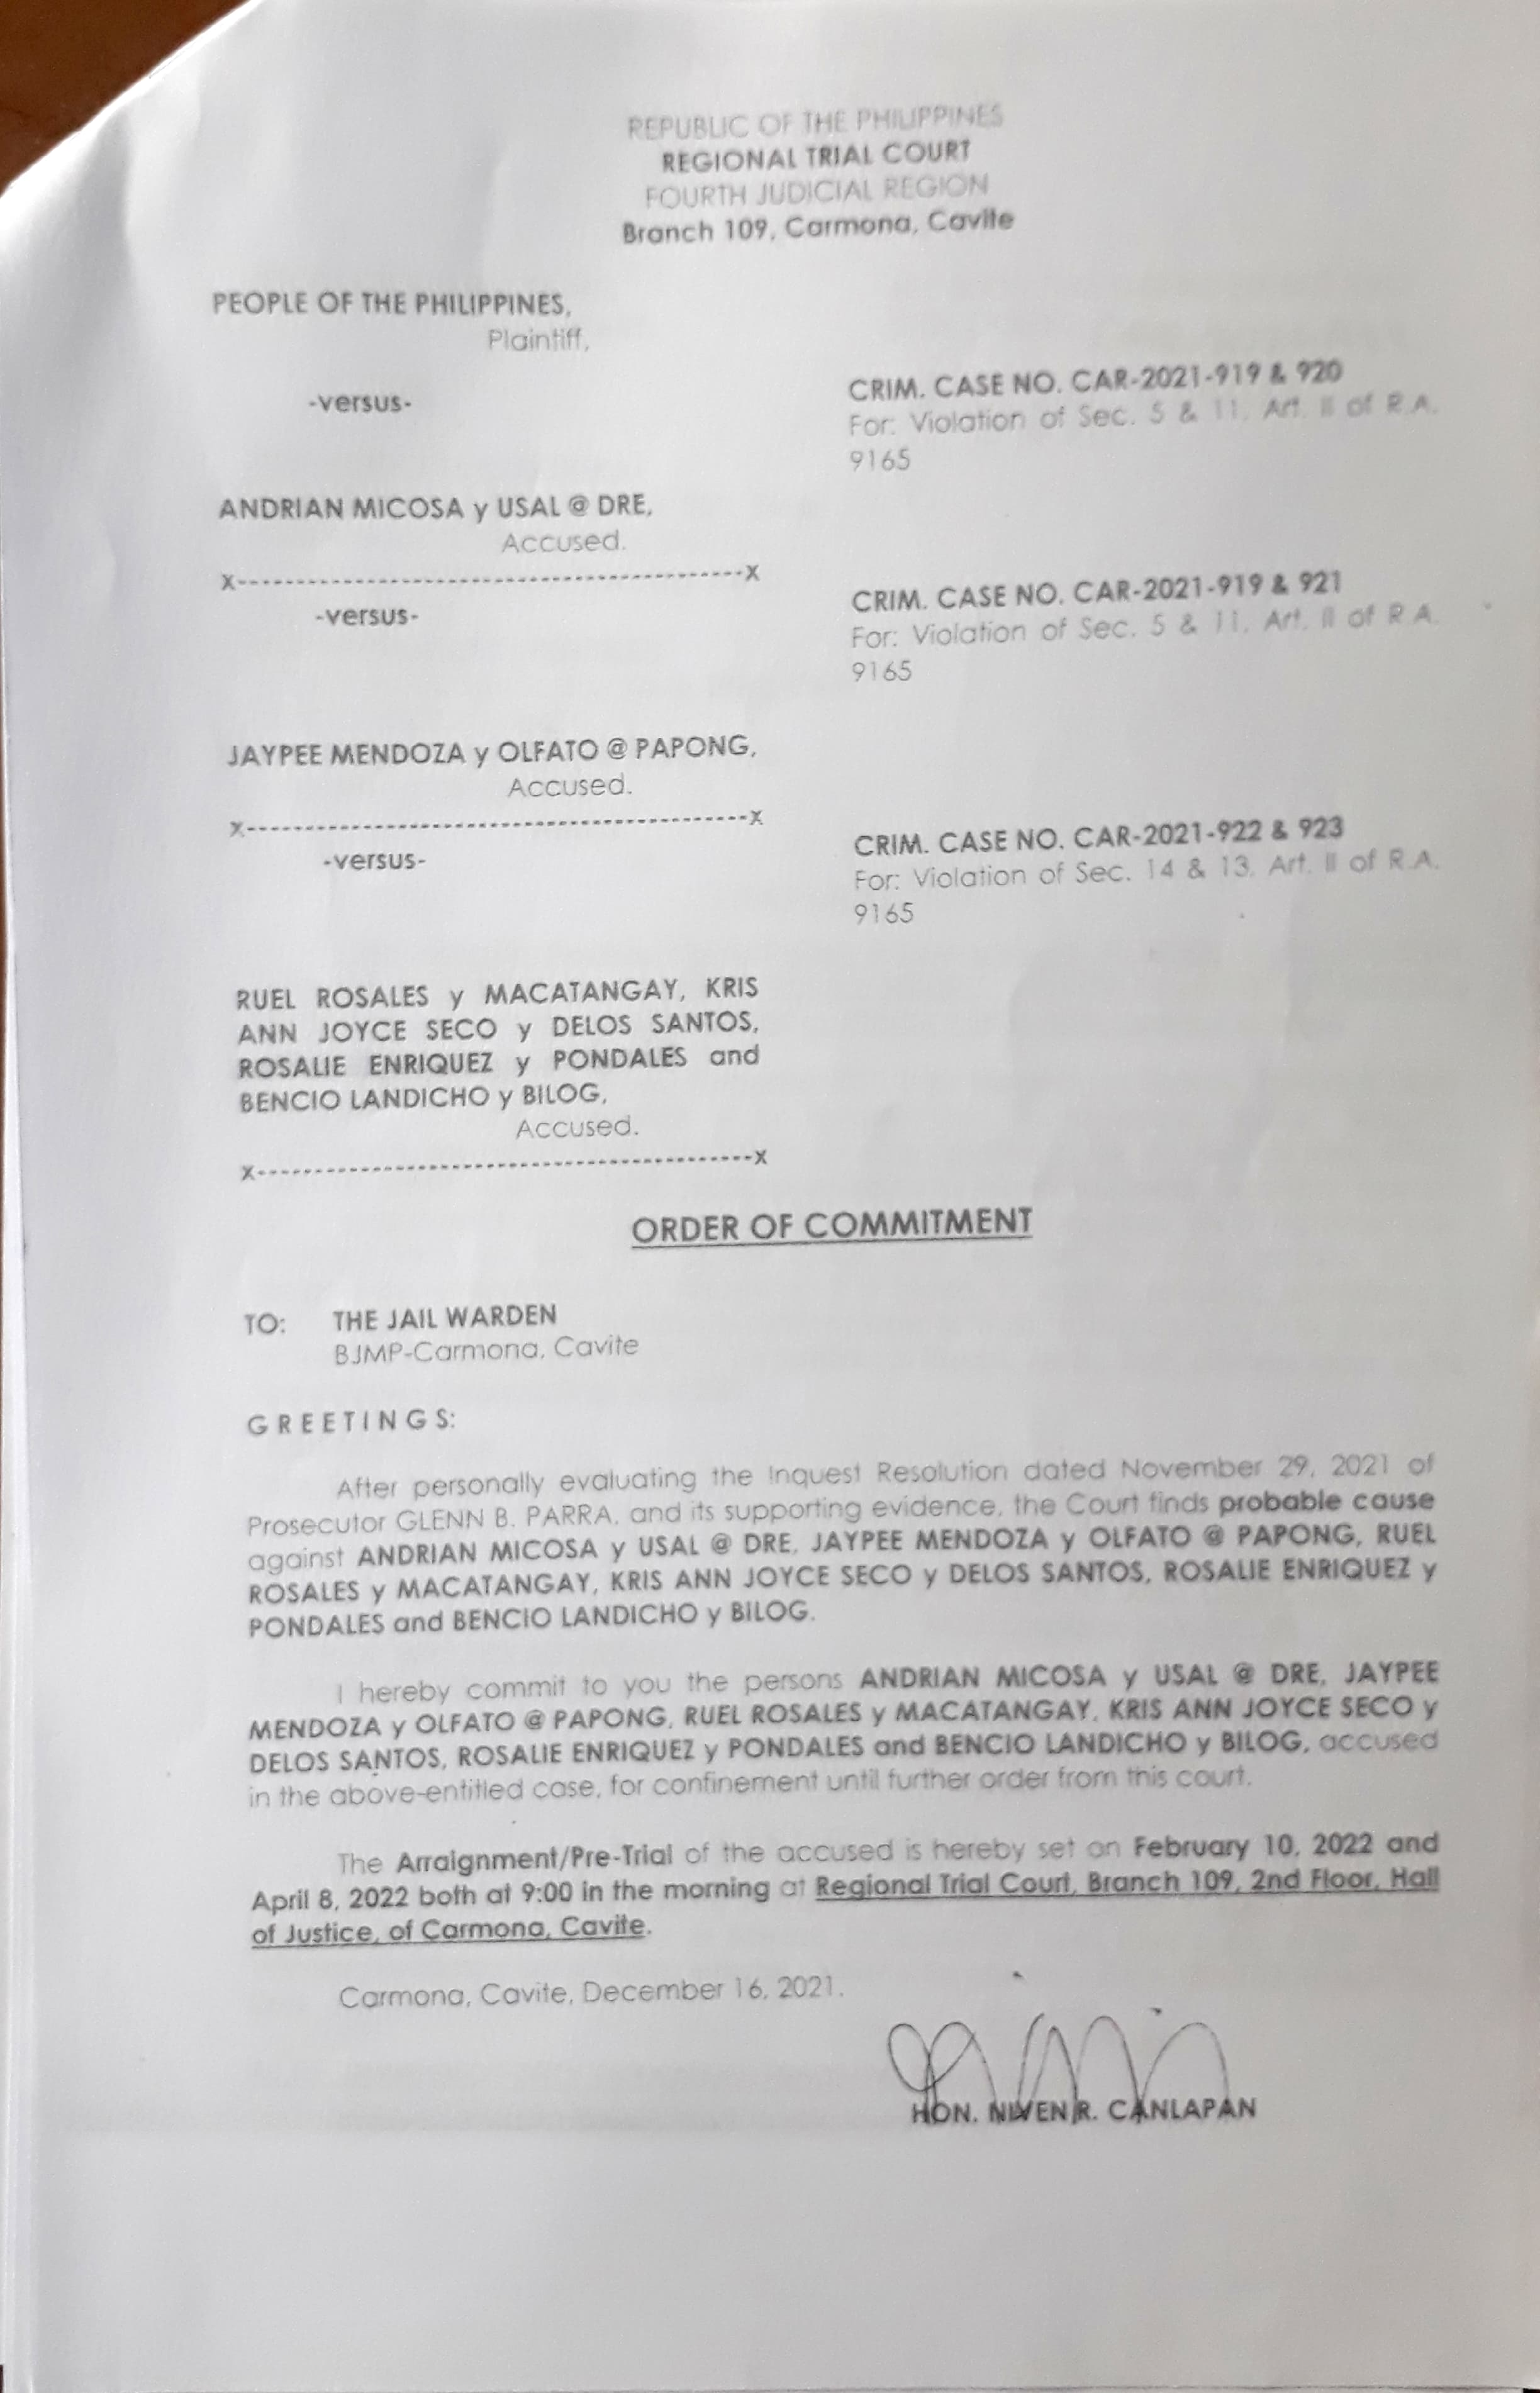 REPUBLIC OF THE PHILIPPINES
REGIONAL TRIAL COURT
FOURTH JUDICIAL REGION
Branch 109, Carmona, Cavite
PEOPLE OF THE PHILIPPINES,
Plaintiff,
-versus-
CRIM. CASE NO. CAR-2021-919 & 920
For: Violation of Sec. 5 & 11, Art. II of R.A.
9165
ANDRIAN MICOSA y USAL @ DRE,
Accused.
x--------------------------------------------x
-versus-
CRIM. CASE NO. CAR-2021-919 & 921
For: Violation of Sec. 5 & 11, Art. II of R.A.
9165
JAYPEE MENDOZA y OLFATO @ PAPONG,
Accused.
x--------------------------------------------x
-versus-
CRIM. CASE NO. CAR-2021-922 & 923
For: Violation of Sec. 14 & 13, Art. II of R.A.
9165
RUEL ROSALES y MACATANGAY, KRIS
ANN JOYCE SECO y DELOS SANTOS,
ROSALIE ENRIQUEZ y PONDALES and
BENCIO LANDICHO y BILOG,
Accused.
x--------------------------------------------x
ORDER OF COMMITMENT
TO: THE JAIL WARDEN
BJMP-Carmona, Cavite
G R E E T I N G S:
After personally evaluating the Inquest Resolution dated November 29, 2021 of
Prosecutor GLENN B. PARRA, and its supporting evidence, the Court finds probable cause
against ANDRIAN MICOSA y USAL @ DRE, JAYPEE MENDOZA y OLFATO @ PAPONG, RUEL
ROSALES y MACATANGAY, KRIS ANN JOYCE SECO y DELOS SANTOS, ROSALIE ENRIQUEZ y
PONDALES and BENCIO LANDICHO y BILOG.
I hereby commit to you the persons ANDRIAN MICOSA y USAL @ DRE, JAYPEE
MENDOZA y OLFATO @ PAPONG, RUEL ROSALES y MACATANGAY, KRIS ANN JOYCE SECO y
DELOS SANTOS, ROSALIE ENRIQUEZ y PONDALES and BENCIO LANDICHO y BILOG, accused
in the above-entitled case, for confinement until further order from this court.
The Arraignment/Pre-Trial of the accused is hereby set on February 10, 2022 and
April 8, 2022 both at 9:00 in the morning at Regional Trial Court, Branch 109, 2nd Floor, Hall
of Justice, of Carmona, Cavite.
Carmona, Cavite, December 16, 2021.
HON. NIVEN R. CANLAPAN